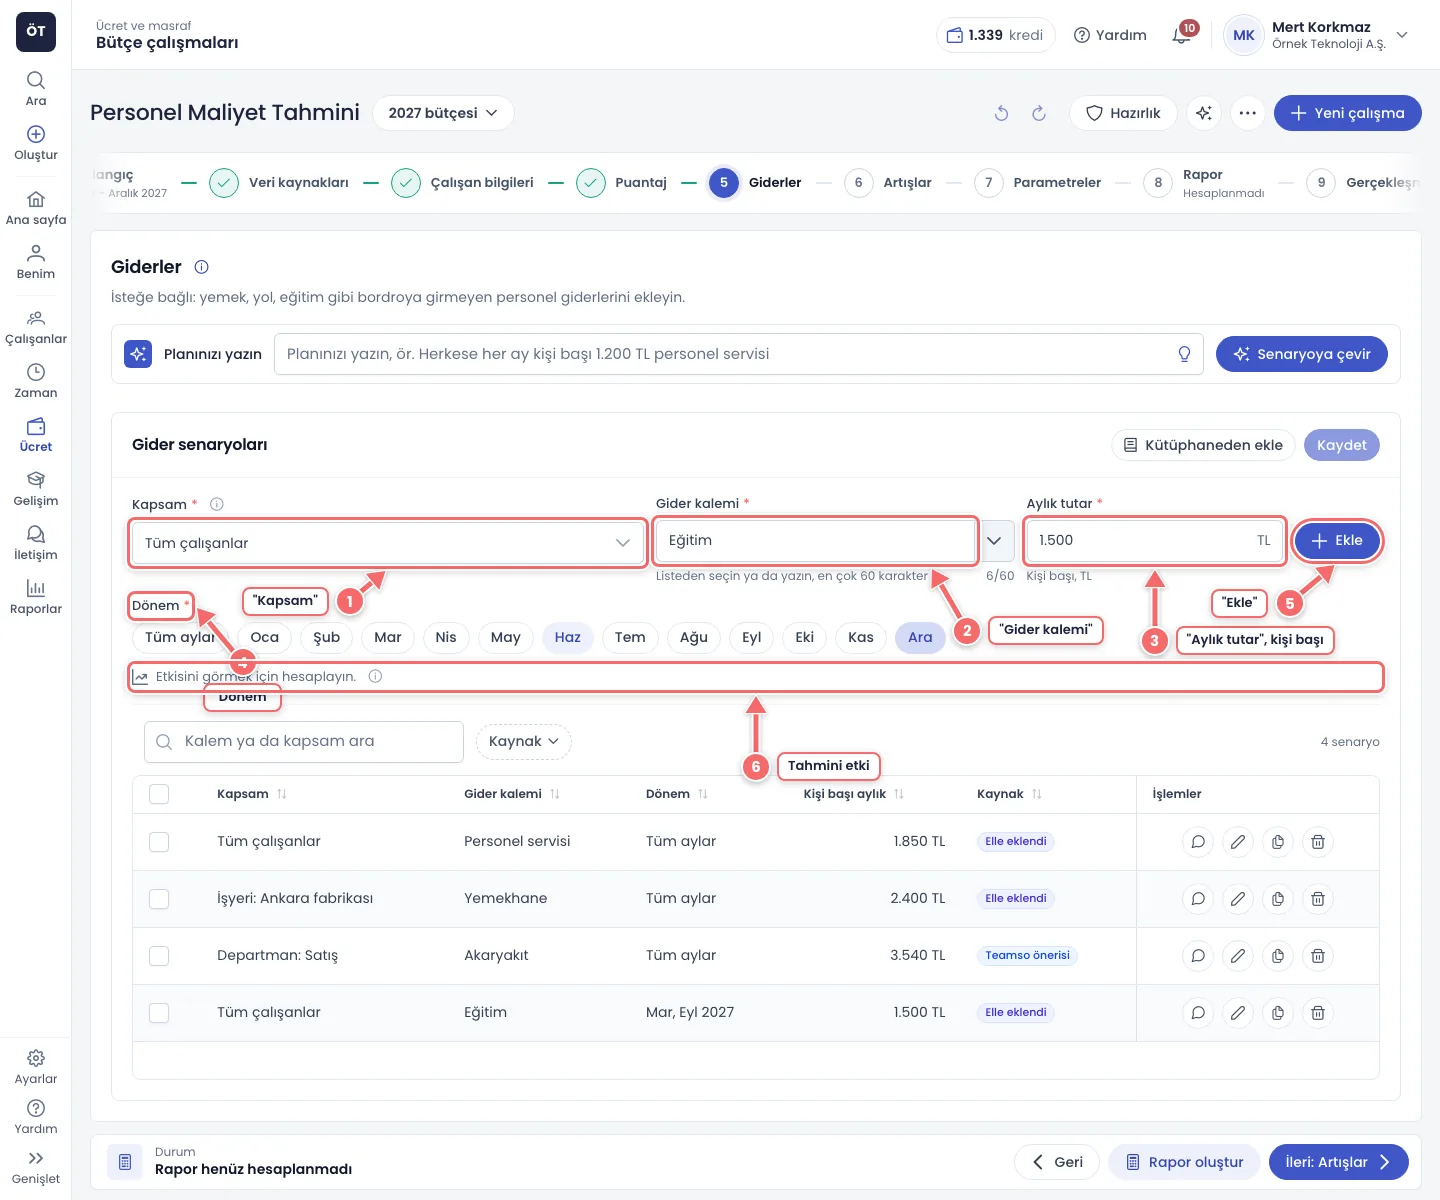 ÖT
Ara
Oluştur
Ana sayfa
Benim
Çalışanlar
Zaman
Ücret
Gelişim
İletişim
Raporlar
Ayarlar
Yardım
Genişlet
Ücret ve masraf
Bütçe çalışmaları
1.339 kredi
Yardım
10
MK
Mert Korkmaz
Örnek Teknoloji A.Ş.
Personel Maliyet Tahmini
2027 bütçesi
Hazırlık
Yeni çalışma
langıç
- Aralık 2027
Veri kaynakları
Çalışan bilgileri
Puantaj
5 Giderler
6 Artışlar
7 Parametreler
8 Rapor
Hesaplanmadı
9 Gerçekleşm
Giderler
İsteğe bağlı: yemek, yol, eğitim gibi bordroya girmeyen personel giderlerini ekleyin.
Planınızı yazın
Planınızı yazın, ör. Herkese her ay kişi başı 1.200 TL personel servisi
Senaryoya çevir
Gider senaryoları
Kütüphaneden ekle
Kaydet
Kapsam *
Gider kalemi *
Aylık tutar *
Tüm çalışanlar
Eğitim
1.500 TL
Ekle
Listeden seçin ya da yazın, en çok 60 karakter
6/60
Kişi başı, TL
"Kapsam"
1
2
"Gider kalemi"
3
"Aylık tutar", kişi başı
"Ekle"
5
Dönem *
Tüm aylar Oca Şub Mar Nis May Haz Tem Ağu Eyl Eki Kas Ara
4
Etkisini görmek için hesaplayın.
Dönem
6
Tahmini etki
Kalem ya da kapsam ara
Kaynak
4 senaryo
Kapsam Gider kalemi Dönem Kişi başı aylık Kaynak İşlemler
Tüm çalışanlar Personel servisi Tüm aylar 1.850 TL Elle eklendi
İşyeri: Ankara fabrikası Yemekhane Tüm aylar 2.400 TL Elle eklendi
Departman: Satış Akaryakıt Tüm aylar 3.540 TL Teamso önerisi
Tüm çalışanlar Eğitim Mar, Eyl 2027 1.500 TL Elle eklendi
Durum
Rapor henüz hesaplanmadı
Geri
Rapor oluştur
İleri: Artışlar